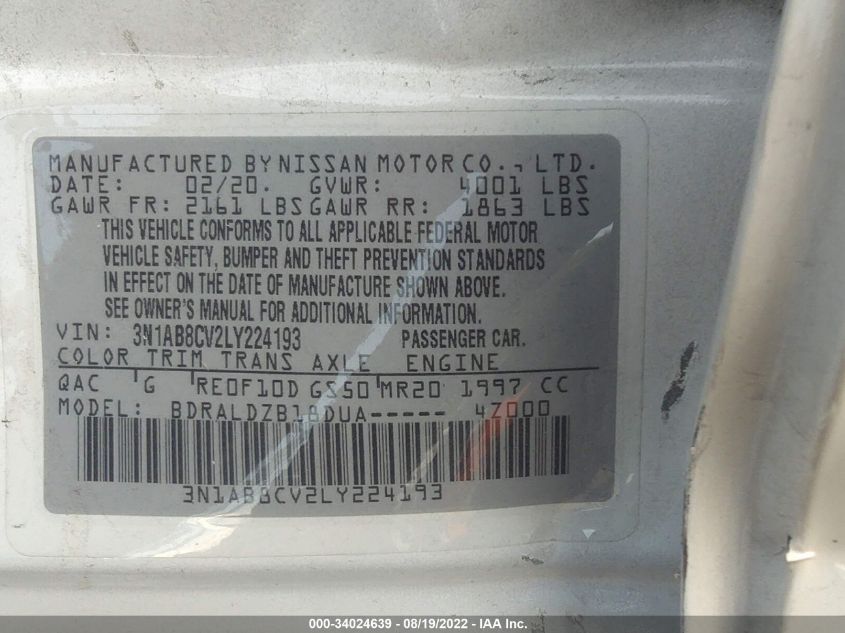 MANUFACTURED BY NISSAN MOTOR CO., LTD.
DATE: 02/20. GVWR: 4001 LBS
GAWR FR: 2161 LBS GAWR RR: 1863 LBS
THIS VEHICLE CONFORMS TO ALL APPLICABLE FEDERAL MOTOR
VEHICLE SAFETY, BUMPER AND THEFT PREVENTION STANDARDS
IN EFFECT ON THE DATE OF MANUFACTURE SHOWN ABOVE.
SEE OWNER'S MANUAL FOR ADDITIONAL INFORMATION.
VIN: 3N1AB8CV2LY224193 PASSENGER CAR.
COLOR TRIM TRANS AXLE ENGINE
QAC G RE0F10D GS50 MR20 1997 CC
MODEL: BDRALDZB18DUA----- 4Z000
3N1AB8CV2LY224193
000-34024639 - 08/19/2022 - 4 IAA, Inc.